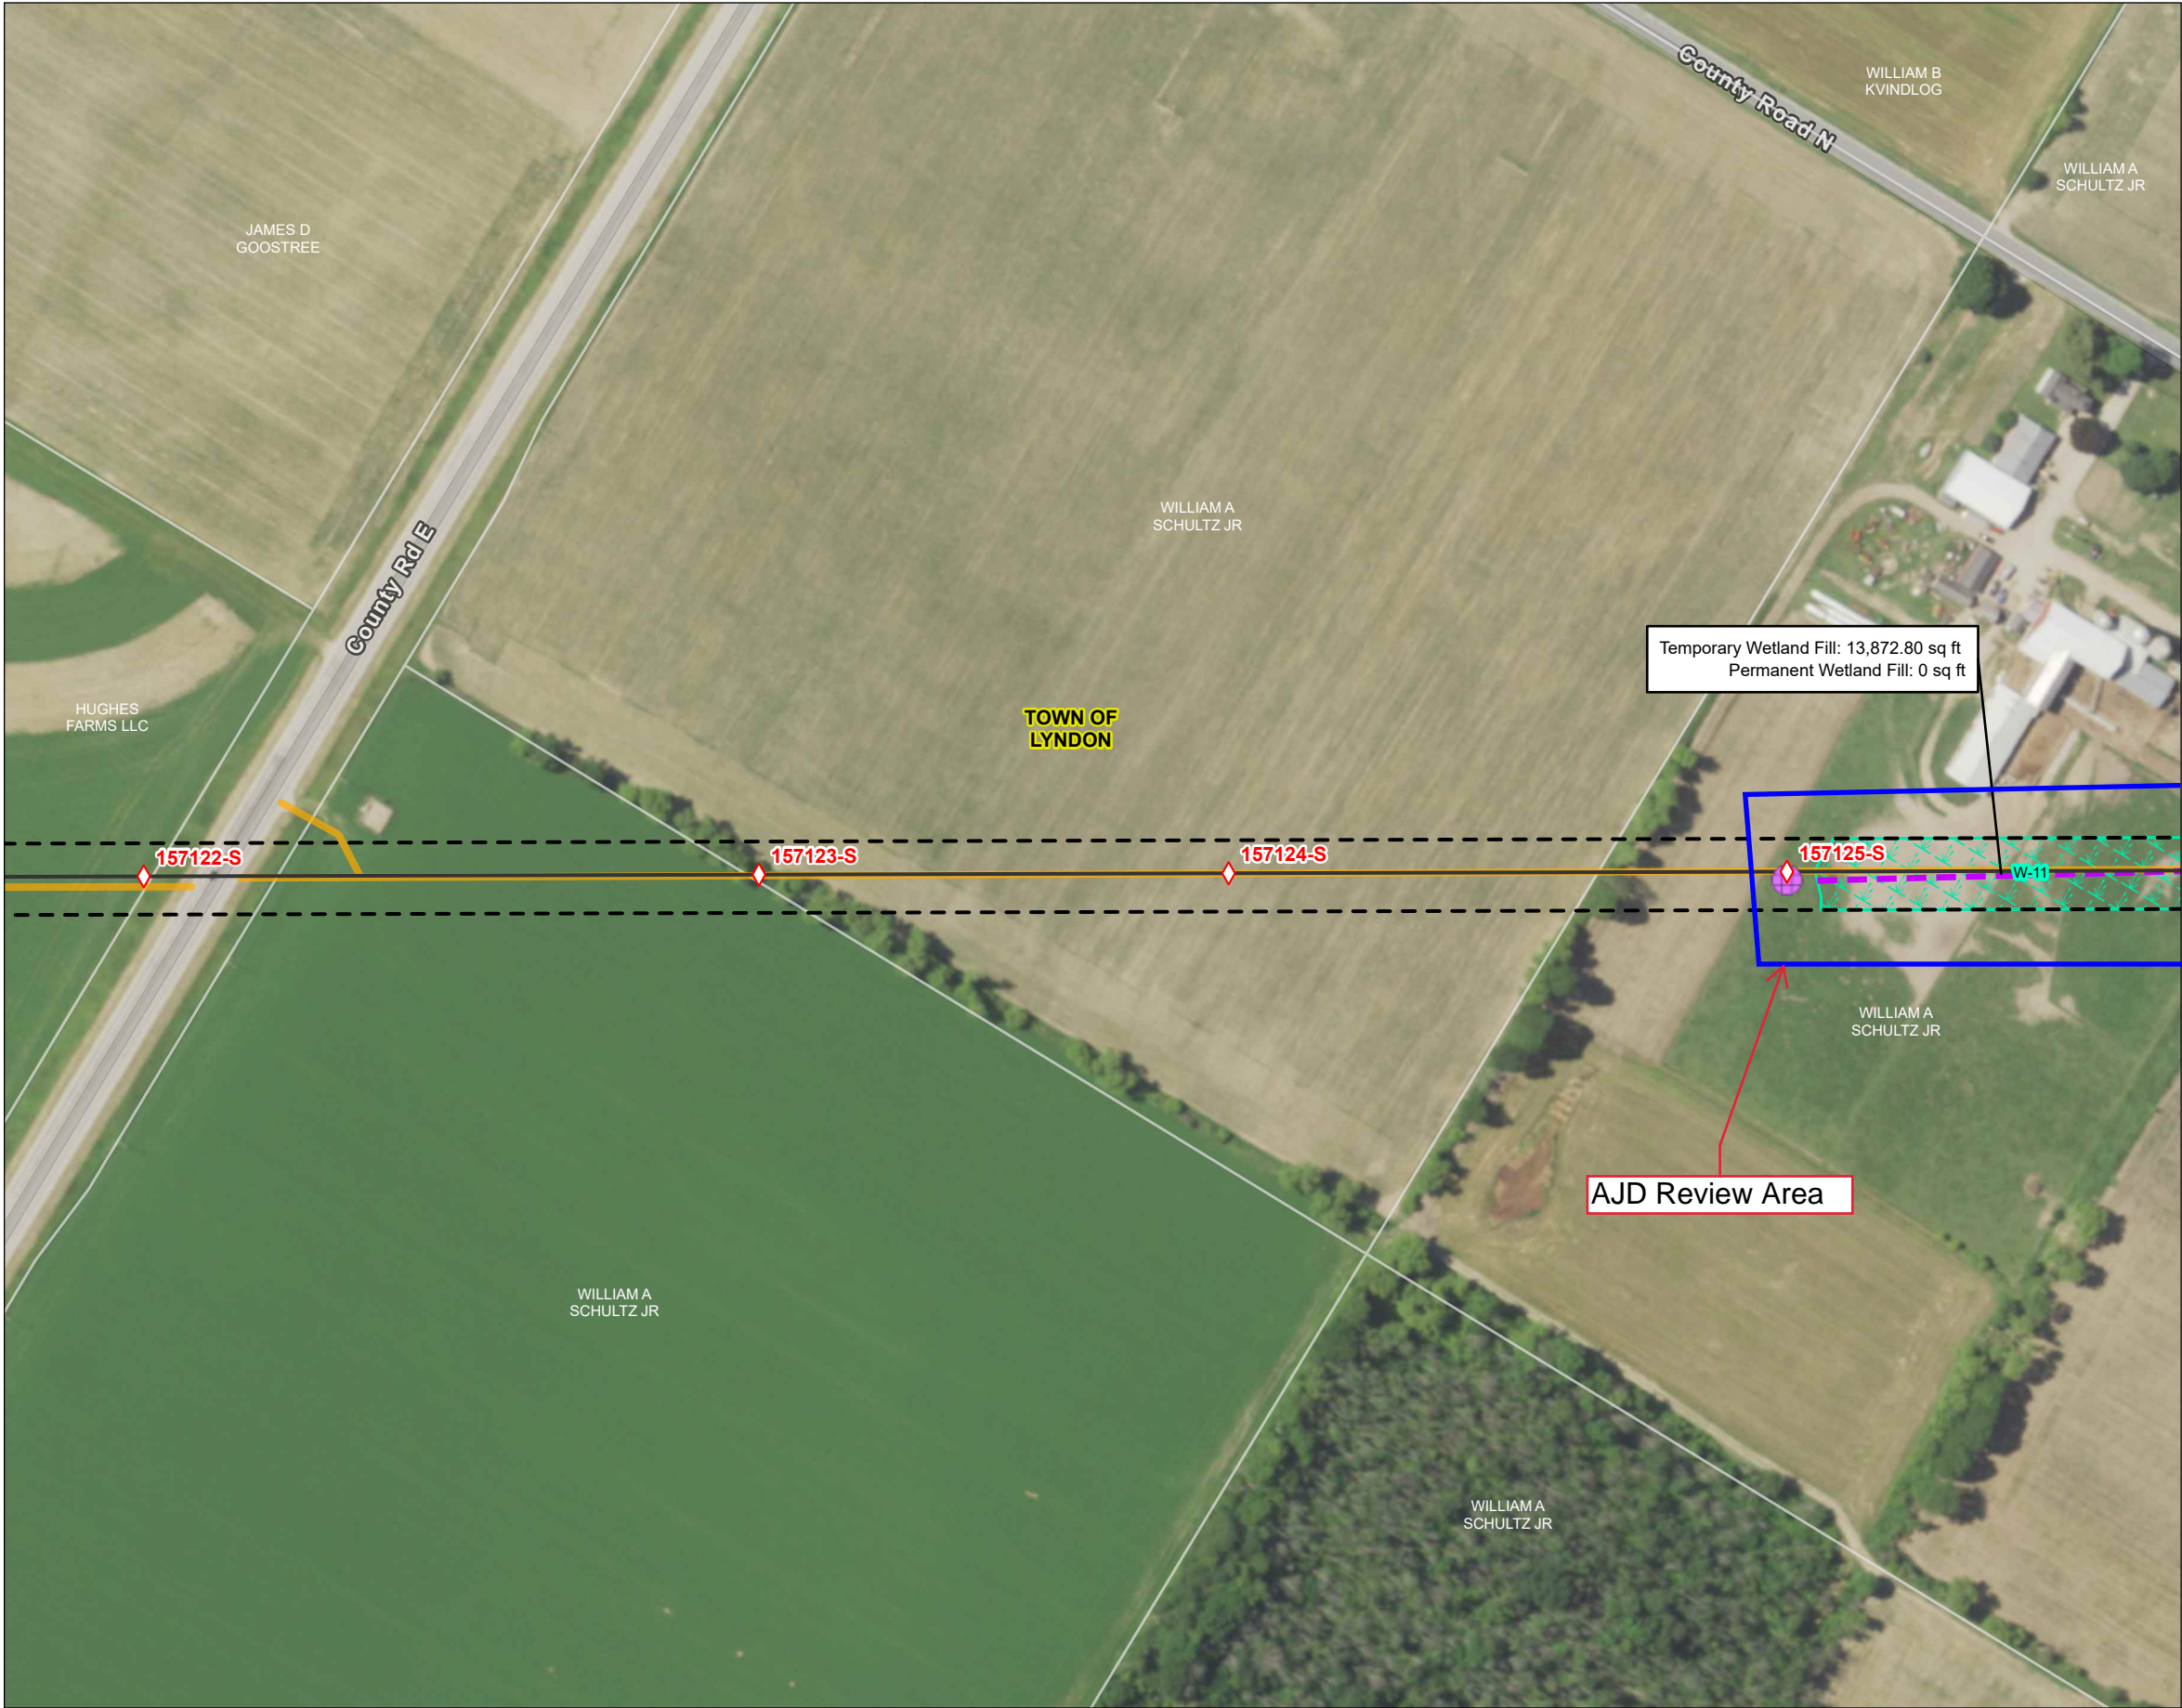 County Road N
WILLIAM B
KVINDLOG
WILLIAM A
SCHULTZ JR
JAMES D
GOOSTREE
WILLIAM A
SCHULTZ JR
County Rd E
Temporary Wetland Fill: 13,872.80 sq ft
Permanent Wetland Fill: 0 sq ft
HUGHES
FARMS LLC
TOWN OF
LYNDON
157122-S
157123-S
157124-S
157125-S
W-11
WILLIAM A
SCHULTZ JR
AJD Review Area
WILLIAM A
SCHULTZ JR
WILLIAM A
SCHULTZ JR